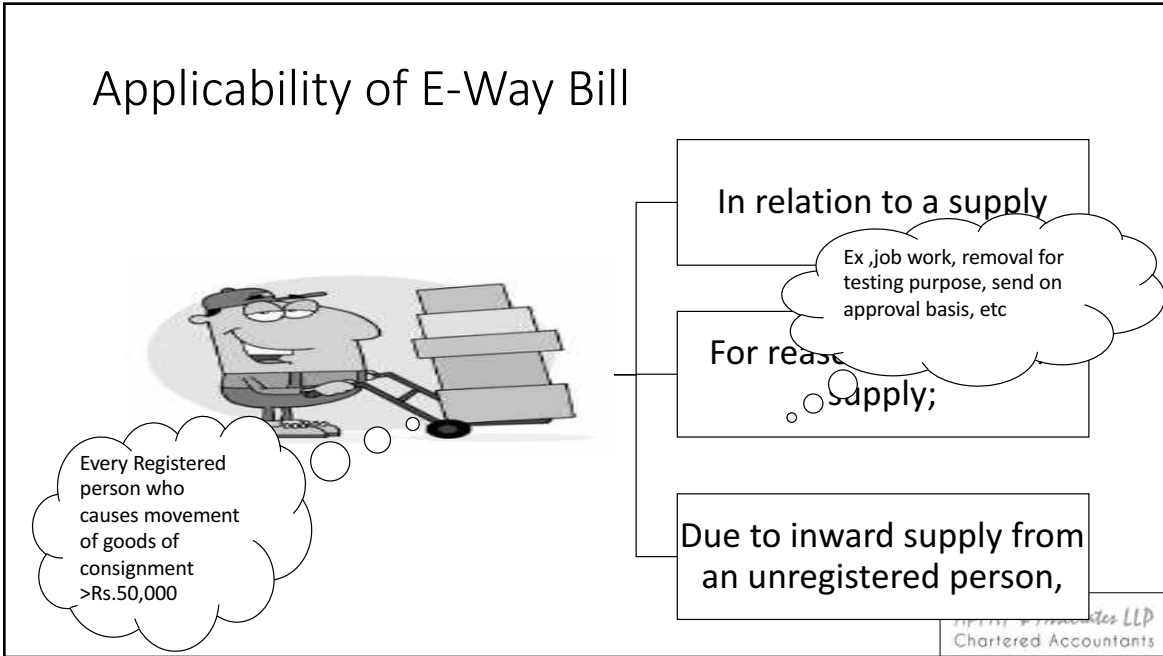 Applicability of E-Way Bill
In relation to a supply
Ex ,job work, removal for
testing purpose, send on
approval basis, etc
For
supply;
Every Registered
person who
causes movement
of goods of
consignment
>Rs.50,000
Due to inward supply from
an unregistered person,
LLP
Chartered Accountants